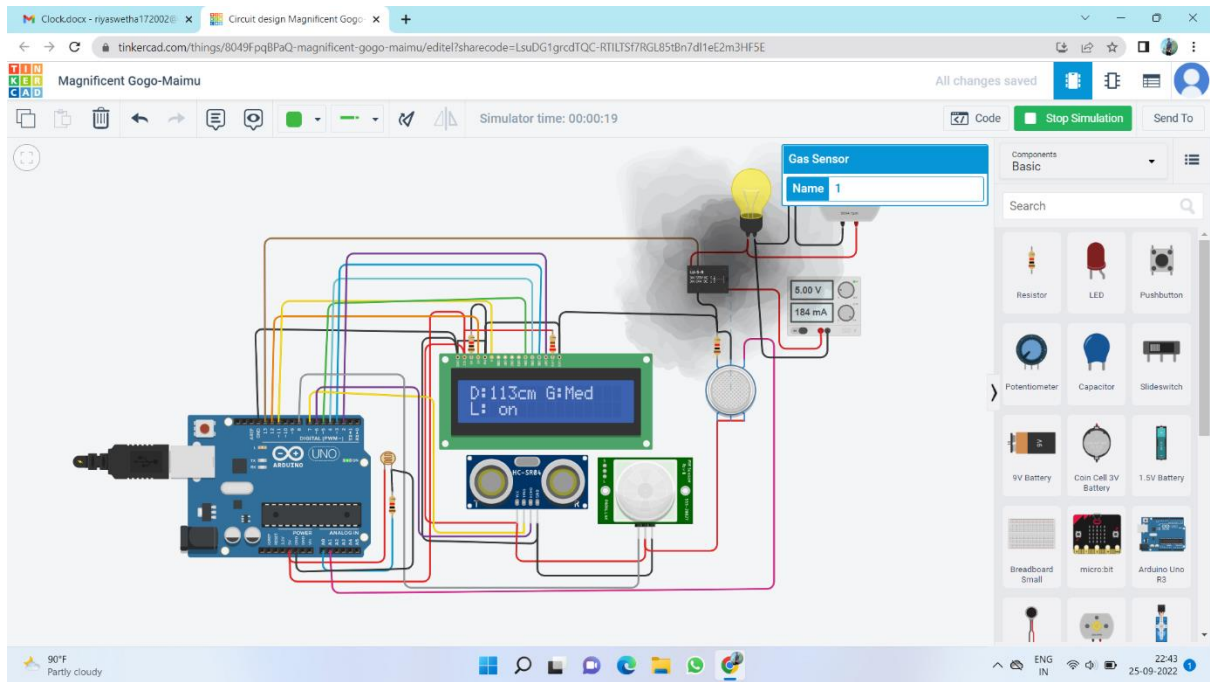 Clock.docx - riyaswetha172002@
Circuit design Magnificent Gogo-
tinkercad.com/things/8049FpqBPaQ-magnificent-gogo-maimu/editel?sharecode=LsuDG1grcdTQC-RTILTSf7RGL85tBn7dl1eE2m3HF5E
TIN
KER
CAD
Magnificent Gogo-Maimu
All changes saved
Simulator time: 00:00:19
Code
Stop Simulation
Send To
Gas Sensor
Name 1
Components
Basic
Search
Resistor
LED
Pushbutton
Potentiometer
Capacitor
Slideswitch
9V Battery
Coin Cell 3V
Battery
1.5V Battery
Breadboard
Small
micro:bit
Arduino Uno
R3
5.00 V
184 mA
D:113cm G:Med
L: on
HC-SR04
DIGITAL (PWM~)
UNO
ARDUINO
POWER
ANALOG IN
90°F
Partly cloudy
ENG
IN
22:43
25-09-2022
1